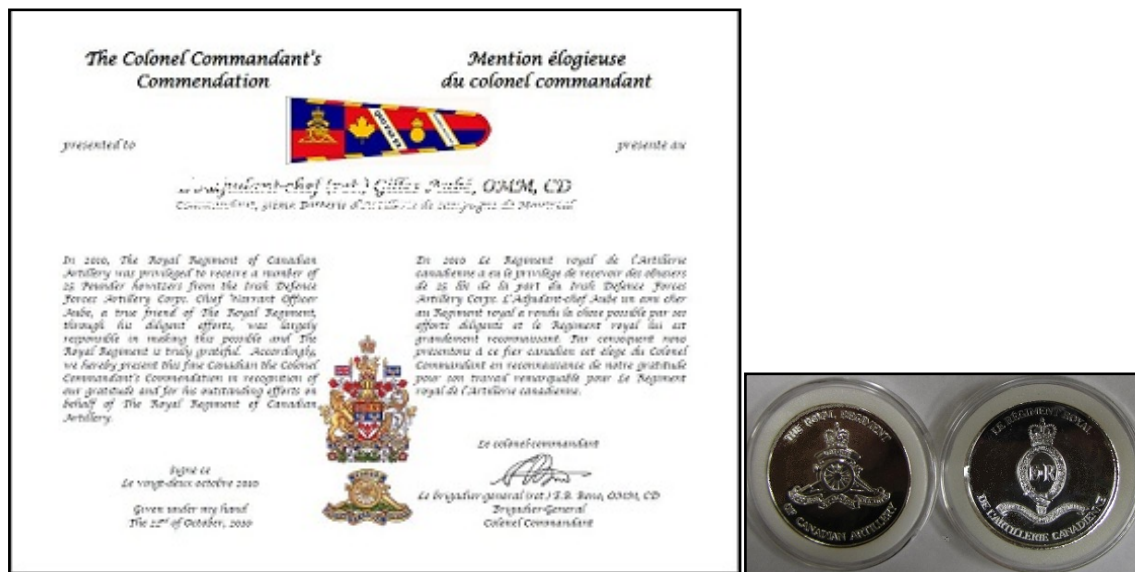 The Colonel Commandant's
Commendation
Mention élogieuse
du colonel commandant
presented to
présente au
(ret.) Gilles Aubé, OMM, CD
In 2010, The Royal Regiment of Canadian
Artillery was privileged to receive a number of
25 Pounder howitzers from the Irish Defence
Forces Artillery Corps. Chief Warrant Officer
Aube, a true friend of The Royal Regiment,
through his diligent efforts, was largely
responsible in making this possible and The
Royal Regiment is truly grateful. Accordingly,
we hereby present this fine Canadian the Colonel
Commandant's Commendation in recognition of
our gratitude and for his outstanding efforts on
behalf of The Royal Regiment of Canadian
Artillery.
En 2010 Le Regiment royal de l'Artillerie
canadienne a eu le privilège de recevoir des obusiers
de 25 lb de la part du Irish Defence Forces
Artillery Corps. L'Adjudant-chef Aube un ami cher
au Regiment royal a rendu la chose possible par ses
efforts diligents et le Regiment royal lui est
grandement reconnaissant. Par consequent nous
présentons à ce fier canadien cet éloge du Colonel
Commandant en reconnaissance de notre gratitude
pour son travail remarquable pour Le Regiment
royal de l'Artillerie canadienne.
Signé ce
Le vingt-deux octobre 2010
Given under my hand
The 22nd of October, 2010
Le colonel-commandant
Le brigadier-general (ret.) E.B. Beno, OMM, CD
Brigadier-General
Colonel Commandant
THE ROYAL REGIMENT
OF CANADIAN ARTILLERY
LE RÉGIMENT ROYAL
DE L'ARTILLERIE CANADIENNE